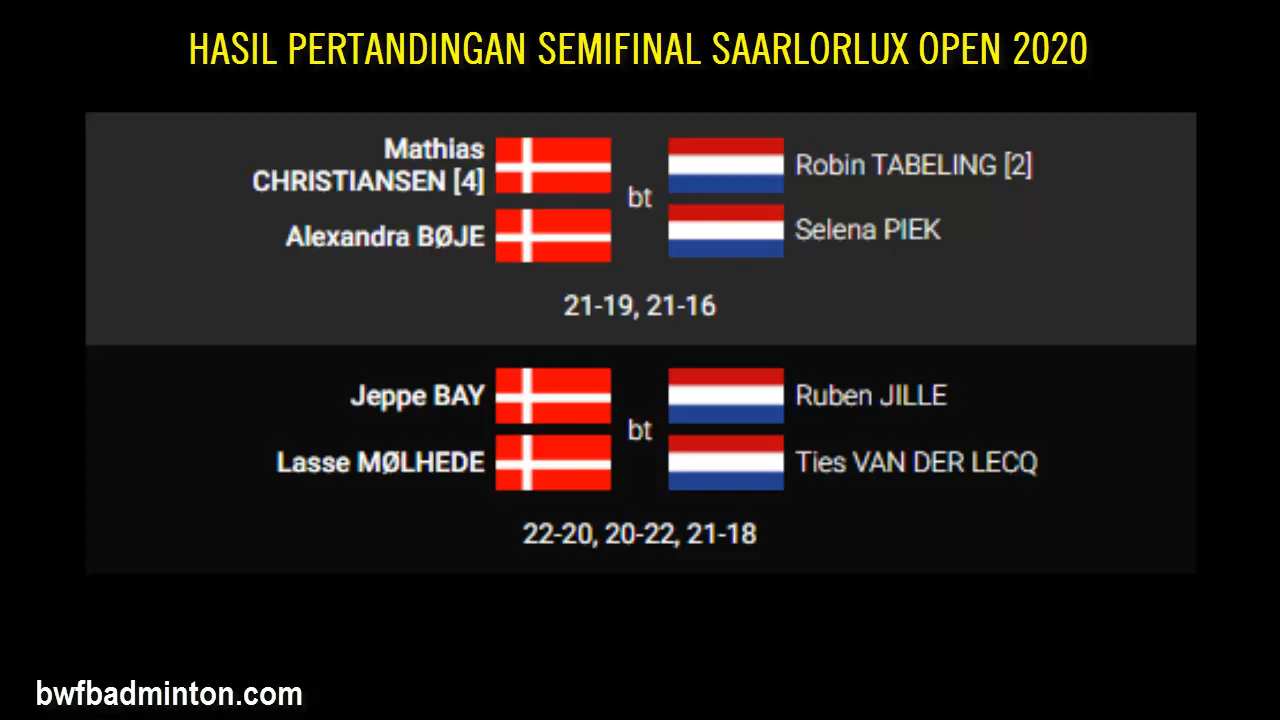 HASIL PERTANDINGAN SEMIFINAL SAARLORLUX OPEN 2020
Mathias
CHRISTIANSEN [4]
Alexandra BØJE
bt
Robin TABELING [2]
Selena PIEK
21-19, 21-16
Jeppe BAY
Lasse MØLHEDE
bt
Ruben JILLE
Ties VAN DER LECQ
22-20, 20-22, 21-18
bwfbadminton.com